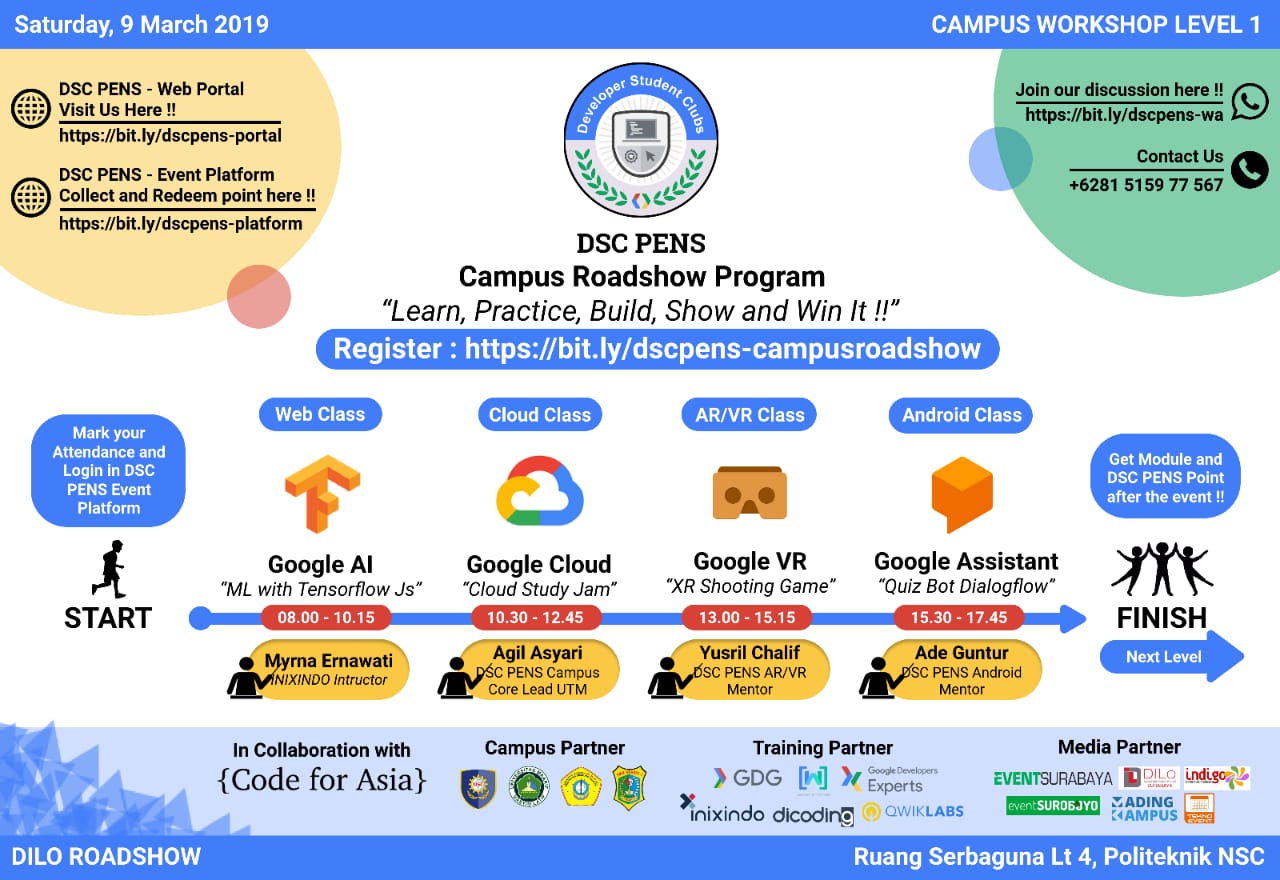 Saturday, 9 March 2019
CAMPUS WORKSHOP LEVEL 1
DSC PENS - Web Portal
Visit Us Here !!
https://bit.ly/dscpens-portal
DSC PENS - Event Platform
Collect and Redeem point here !!
https://bit.ly/dscpens-platform
Join our discussion here !!
https://bit.ly/dscpens-wa
Contact Us
+6281 5159 77 567
Developer Student Clubs
DSC PENS
Campus Roadshow Program
“Learn, Practice, Build, Show and Win It !!”
Register : https://bit.ly/dscpens-campusroadshow
Mark your
Attendance and
Login in DSC
PENS Event
Platform
START
Web Class
Google AI
“ML with Tensorflow Js”
08.00 - 10.15
Myrna Ernawati
INIXINDO Intructor
Cloud Class
Google Cloud
“Cloud Study Jam”
10.30 - 12.45
Agil Asyari
DSC PENS Campus
Core Lead UTM
AR/VR Class
Google VR
“XR Shooting Game”
13.00 - 15.15
Yusril Chalif
DSC PENS AR/VR
Mentor
Android Class
Google Assistant
“Quiz Bot Dialogflow”
15.30 - 17.45
Ade Guntur
DSC PENS Android
Mentor
Get Module and
DSC PENS Point
after the event !!
FINISH
Next Level
In Collaboration with
{Code for Asia}
Campus Partner
Training Partner
GDG
Google Developers
Experts
inixindo
dicoding
QWIKLABS
Media Partner
EVENTSURABAYA
DILO
indigo
eventSUROBOYO
MADING
KAMPUS
DILO ROADSHOW
Ruang Serbaguna Lt 4, Politeknik NSC